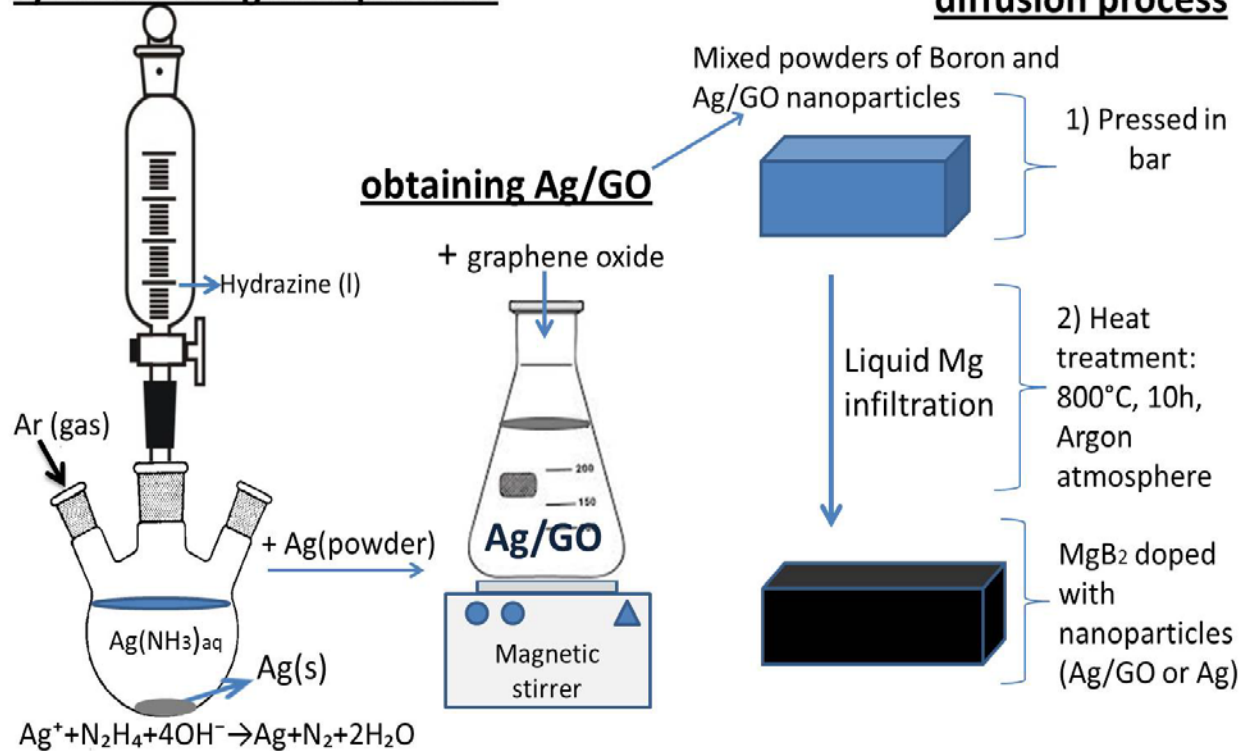 diffusion process
Mixed powders of Boron and
Ag/GO nanoparticles
1) Pressed in
bar
obtaining Ag/GO
+ graphene oxide
Hydrazine (l)
Liquid Mg
infiltration
2) Heat
treatment:
800°C, 10h,
Argon
atmosphere
Ar (gas)
200
150
Ag/GO
+ Ag(powder)
Ag(NH₃)aq
Ag(s)
Magnetic
stirrer
MgB₂ doped
with
nanoparticles
(Ag/GO or Ag)
Ag⁺+N₂H₄+4OH⁻→Ag+N₂+2H₂O